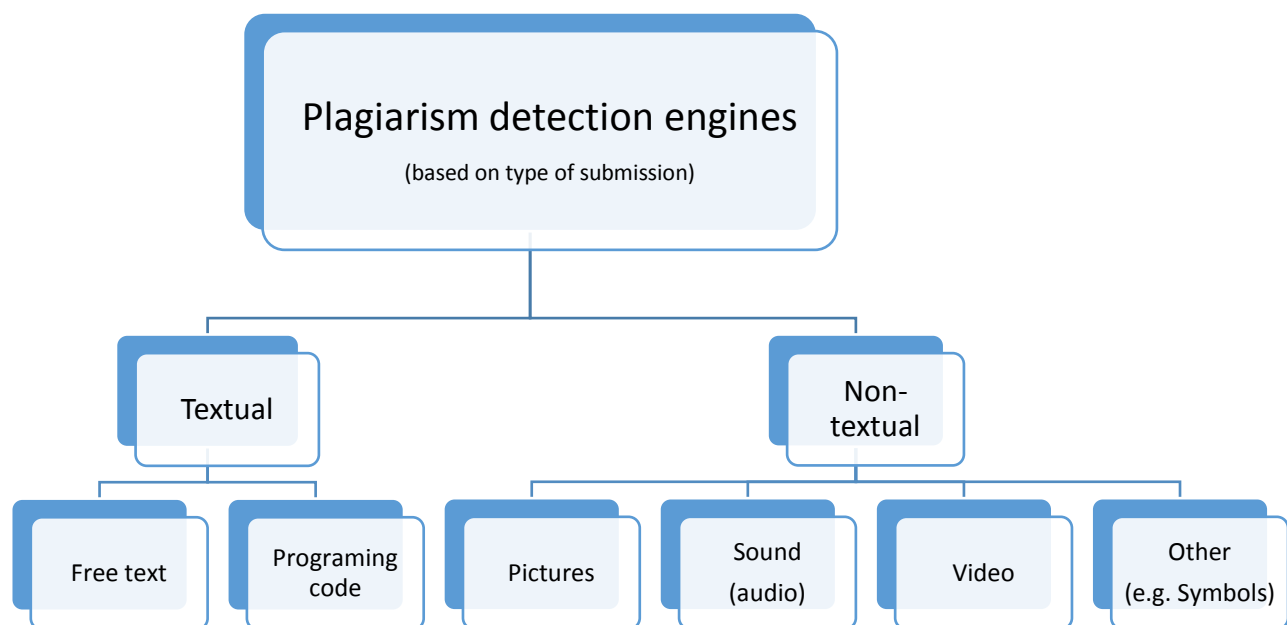 Plagiarism detection engines
(based on type of submission)
Textual
Non-
textual
Free text
Programing
code
Pictures
Sound
(audio)
Video
Other
(e.g. Symbols)